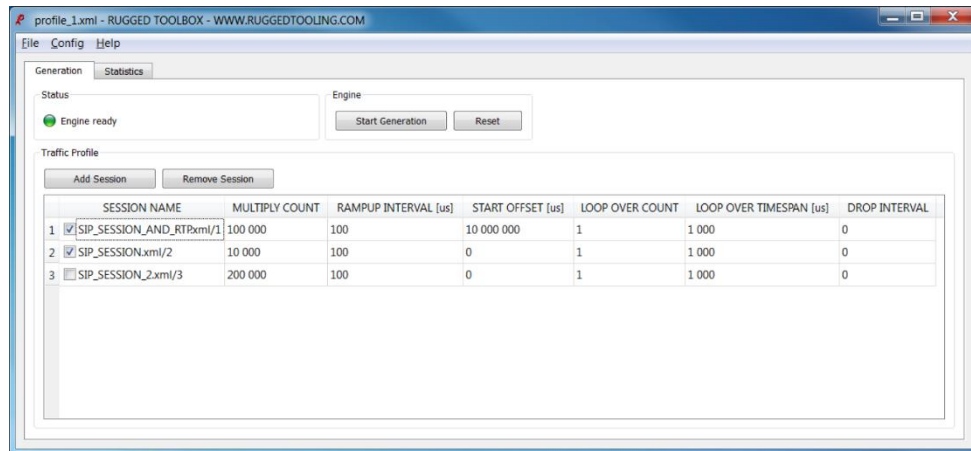 profile_1.xml - RUGGED TOOLBOX - WWW.RUGGEDTOOLING.COM
File Config Help
Generation Statistics
Status Engine
Engine ready Start Generation Reset
Traffic Profile
Add Session Remove Session
SESSION NAME MULTIPLY COUNT RAMPUP INTERVAL [us] START OFFSET [us] LOOP OVER COUNT LOOP OVER TIMESPAN [us] DROP INTERVAL
1 SIP_SESSION_AND_RTP.xml/1 100 000 100 10 000 000 1 1 000 0
2 SIP_SESSION.xml/2 10 000 100 0 1 1 000 0
3 SIP_SESSION_2.xml/3 200 000 100 0 1 1 000 0